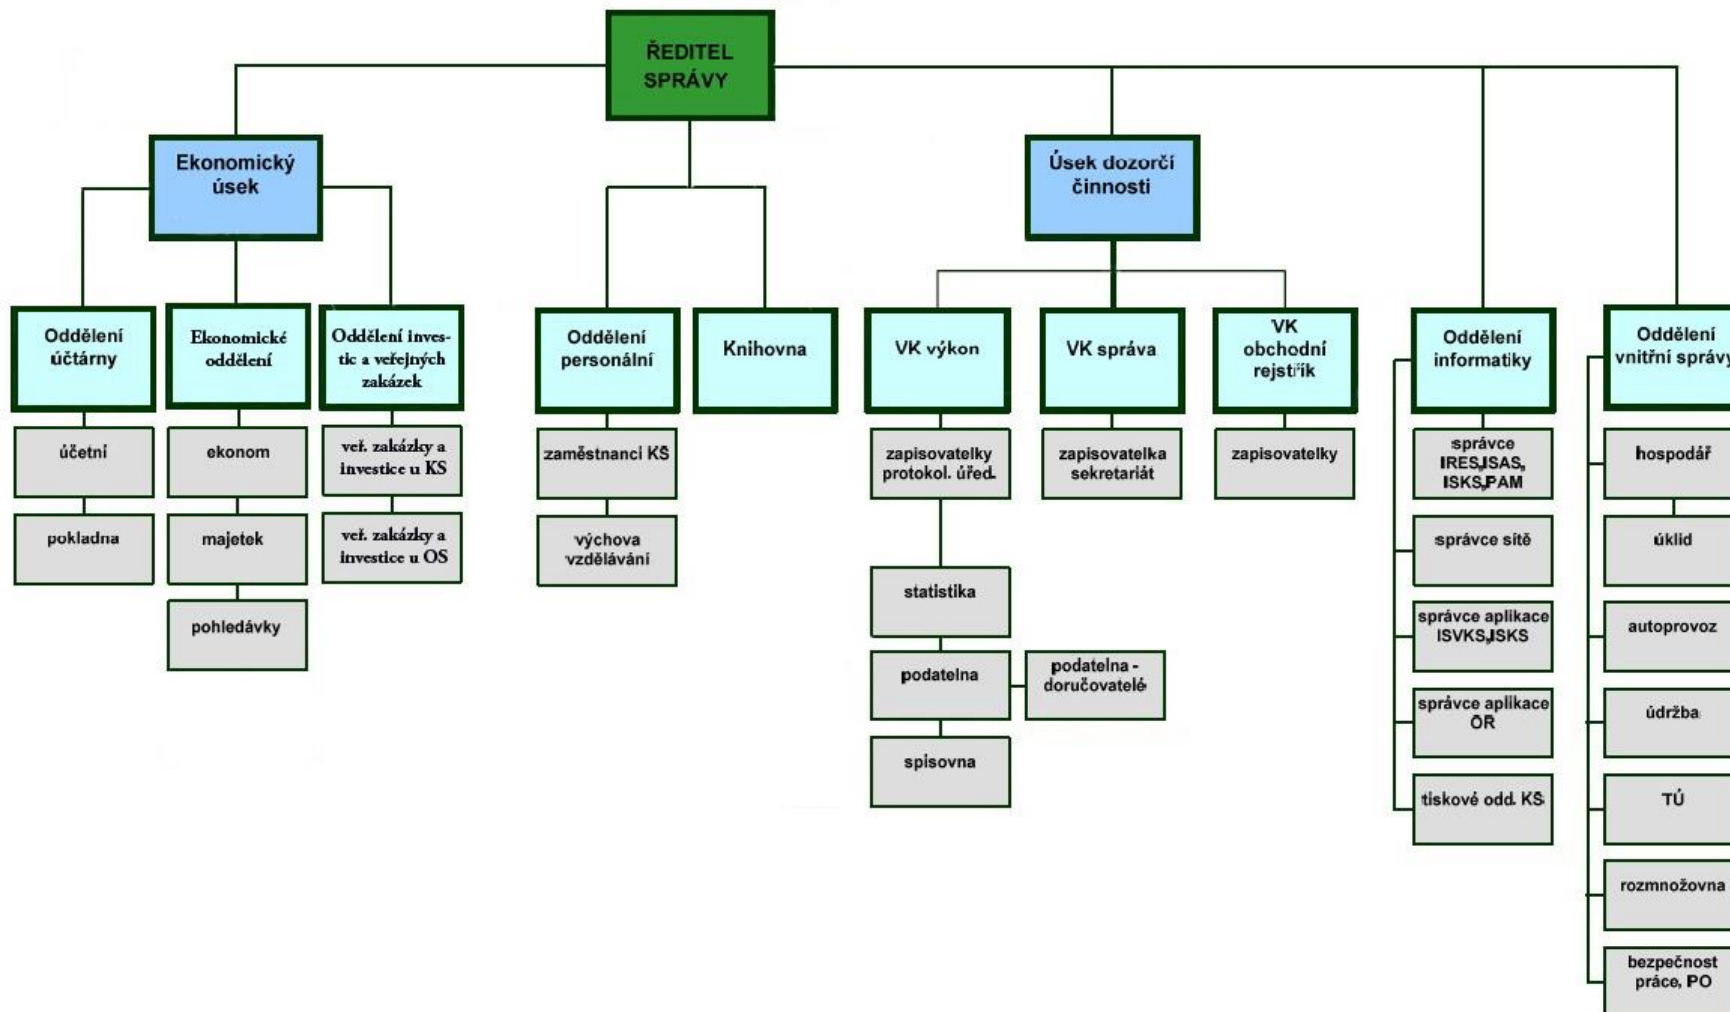 ŘEDITEL
SPRÁVY
Ekonomický
úsek
Úsek dozorčí
činnosti
Oddělení
účtárny
Ekonomické
oddělení
Oddělení inves-
tic a veřejných
zakázek
Oddělení
personální
Knihovna
VK výkon
VK správa
VK
obchodní
rejstřík
Oddělení
informatiky
Oddělení
vnitřní správy
účetní
pokladna
ekonom
majetek
pohledávky
veř. zakázky a
investice u KS
veř. zakázky a
investice u OS
zaměstnanci KS
výchova
vzdělávání
zapisovatelky
protokol. úřed.
statistika
podatelna
podatelna -
doručovatelé
spisovna
zapisovatelka
sekretariát
zapisovatelky
správce
IRES,ISAS,
ISKS,PAM
správce sítě
správce aplikace
ISVKS,ISKS
správce aplikace
OR
tiskové odd. KS
hospodář
úklid
autoprovoz
údržba
TÚ
rozmnožovna
bezpečnost
práce, PO